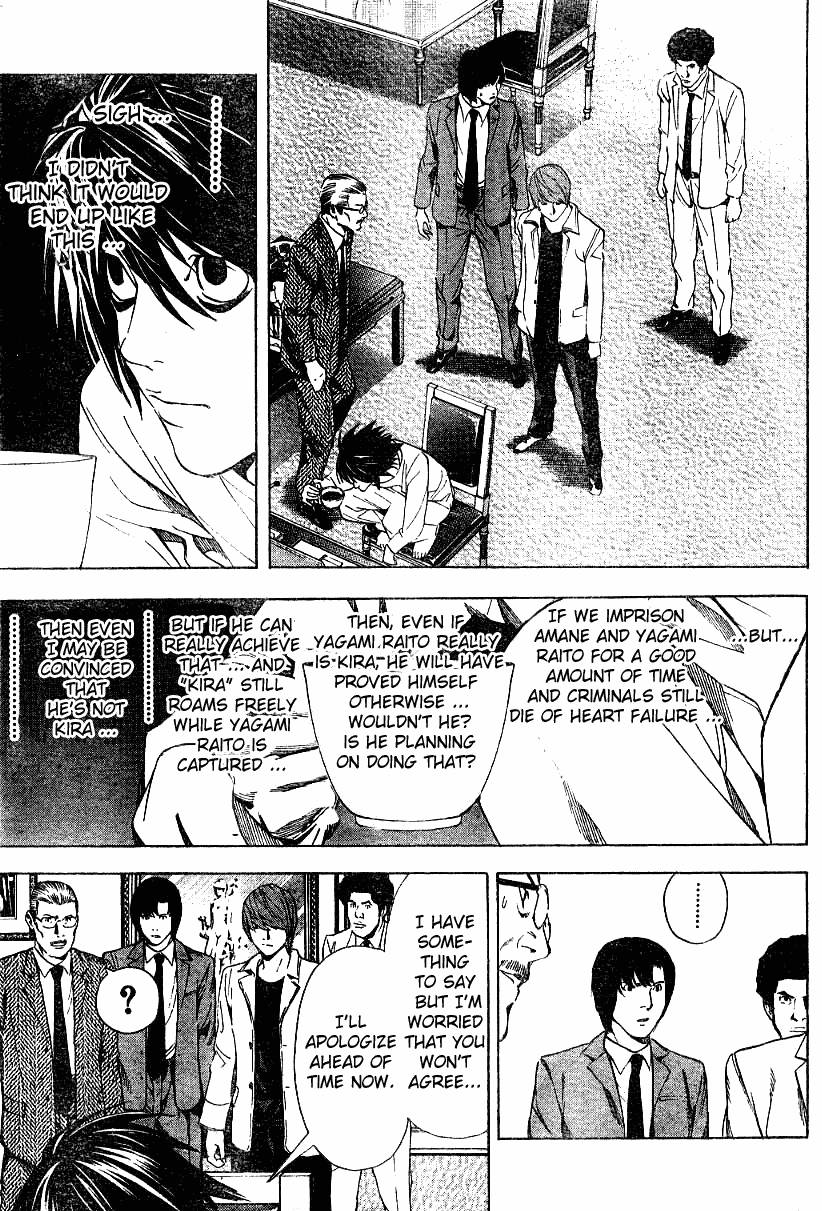 SIGH ...
I DIDN'T
THINK IT WOULD
END UP LIKE
THIS ...
...BUT...
IF WE IMPRISON
AMANE AND YAGAMI
RAITO FOR A GOOD
AMOUNT OF TIME
AND CRIMINALS STILL
DIE OF HEART FAILURE ...
THEN, EVEN IF
YAGAMI RAITO REALLY
IS KIRA, HE WILL HAVE
PROVED HIMSELF
OTHERWISE ...
WOULDN'T HE?
IS HE PLANNING
ON DOING THAT?
BUT IF HE CAN
REALLY ACHIEVE
THAT ... AND
"KIRA" STILL
ROAMS FREELY
WHILE YAGAMI
RAITO IS
CAPTURED ...
THEN EVEN
I MAY BE
CONVINCED
THAT
HE'S NOT
KIRA ...
I HAVE
SOME-
THING
TO SAY
BUT I'M
WORRIED
THAT YOU
WON'T
AGREE...
I'LL
APOLOGIZE
AHEAD OF
TIME NOW.
?